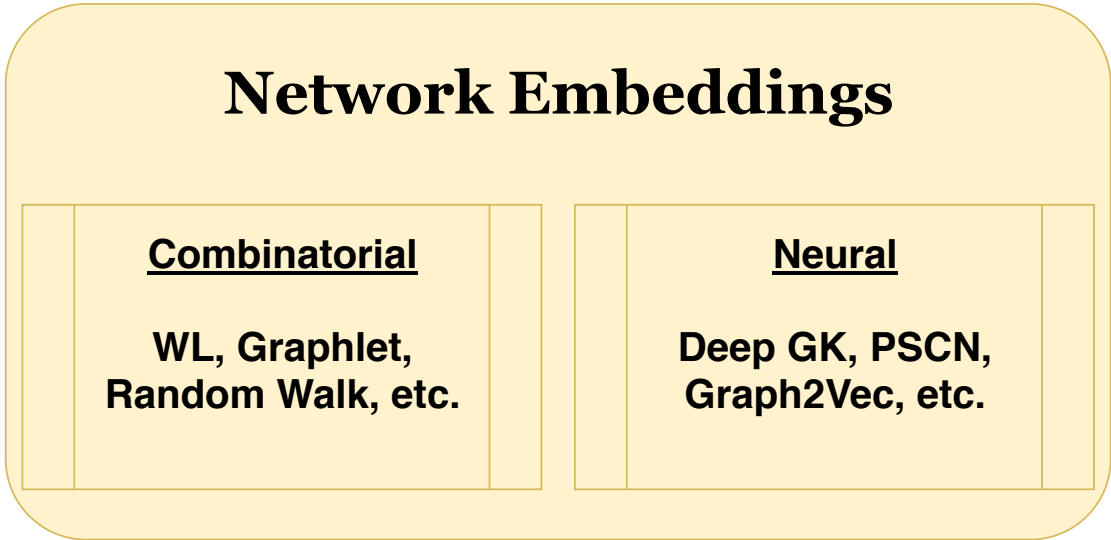 Network Embeddings
Combinatorial
WL, Graphlet,
Random Walk, etc.
Neural
Deep GK, PSCN,
Graph2Vec, etc.